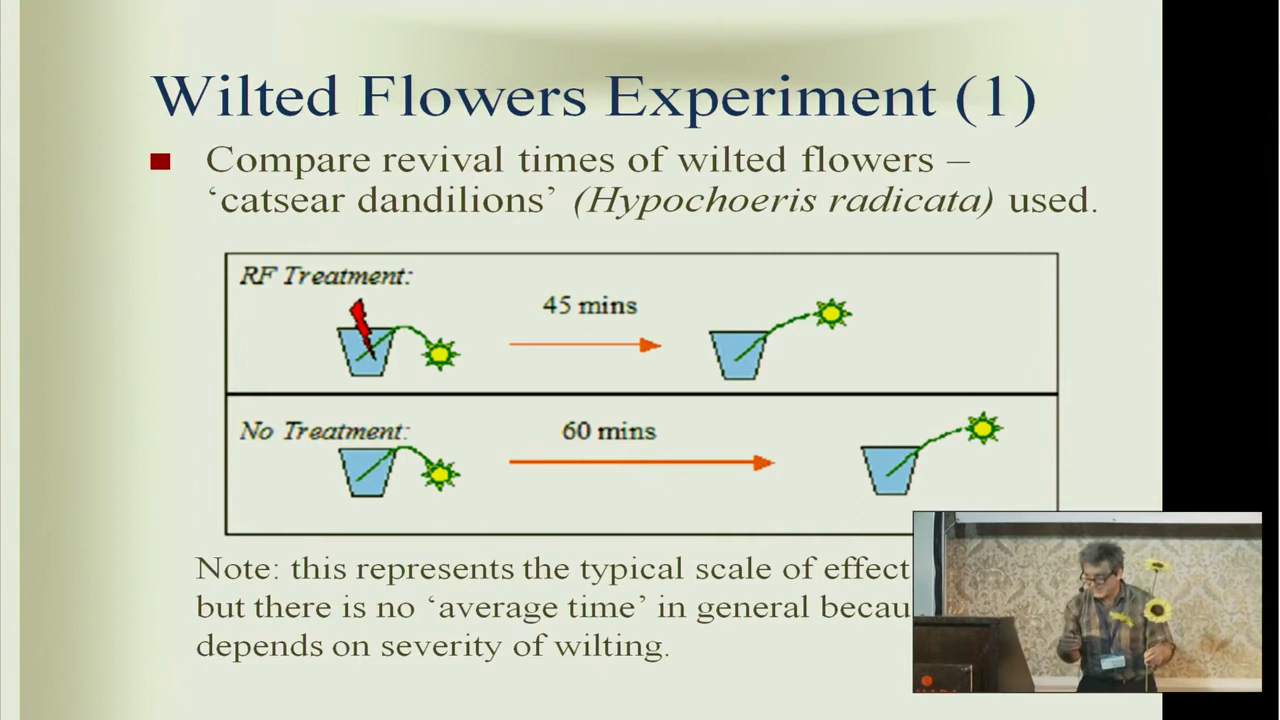 Wilted Flowers Experiment (1)
Compare revival times of wilted flowers –
‘catsear dandilions’ (Hypochoeris radicata) used.
RF Treatment:
45 mins
No Treatment:
60 mins
Note: this represents the typical scale of effect
but there is no ‘average time’ in general
depends on severity of wilting.